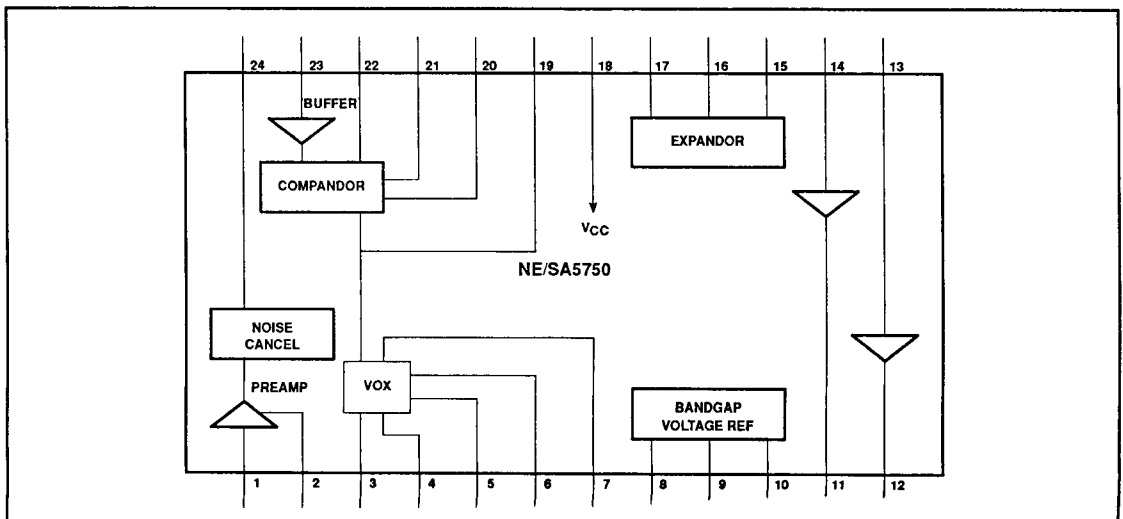 24 23 22 21 20 19 18 17 16 15 14 13
BUFFER
EXPANDOR
COMPANDOR
VCC
NE/SA5750
NOISE
CANCEL
VOX
PREAMP
BANDGAP
VOLTAGE REF
1 2 3 4 5 6 7 8 9 10 11 12